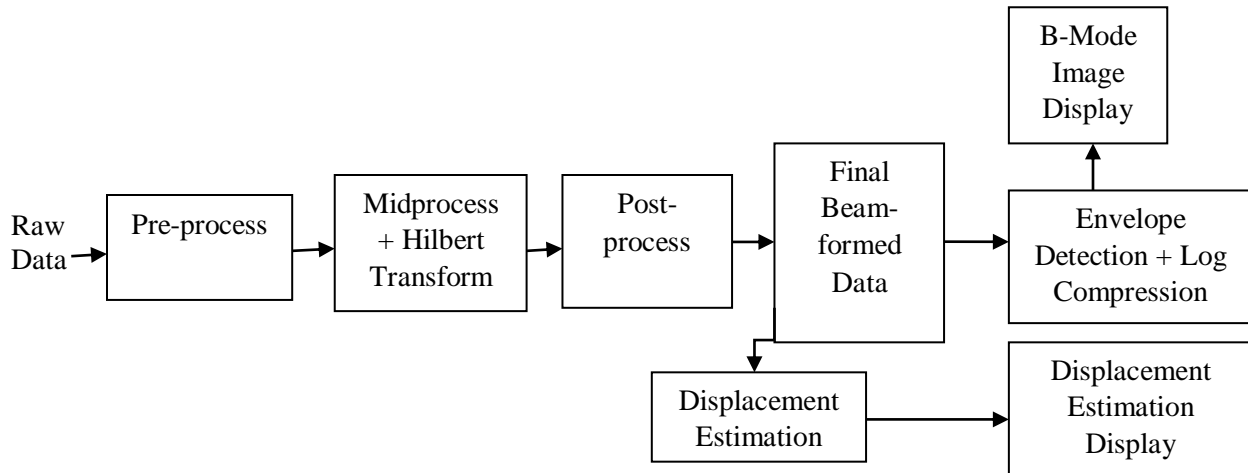 Raw
Data
Pre-process
Midprocess
+ Hilbert
Transform
Post-
process
Final
Beam-
formed
Data
B-Mode
Image
Display
Envelope
Detection + Log
Compression
Displacement
Estimation
Displacement
Estimation
Display